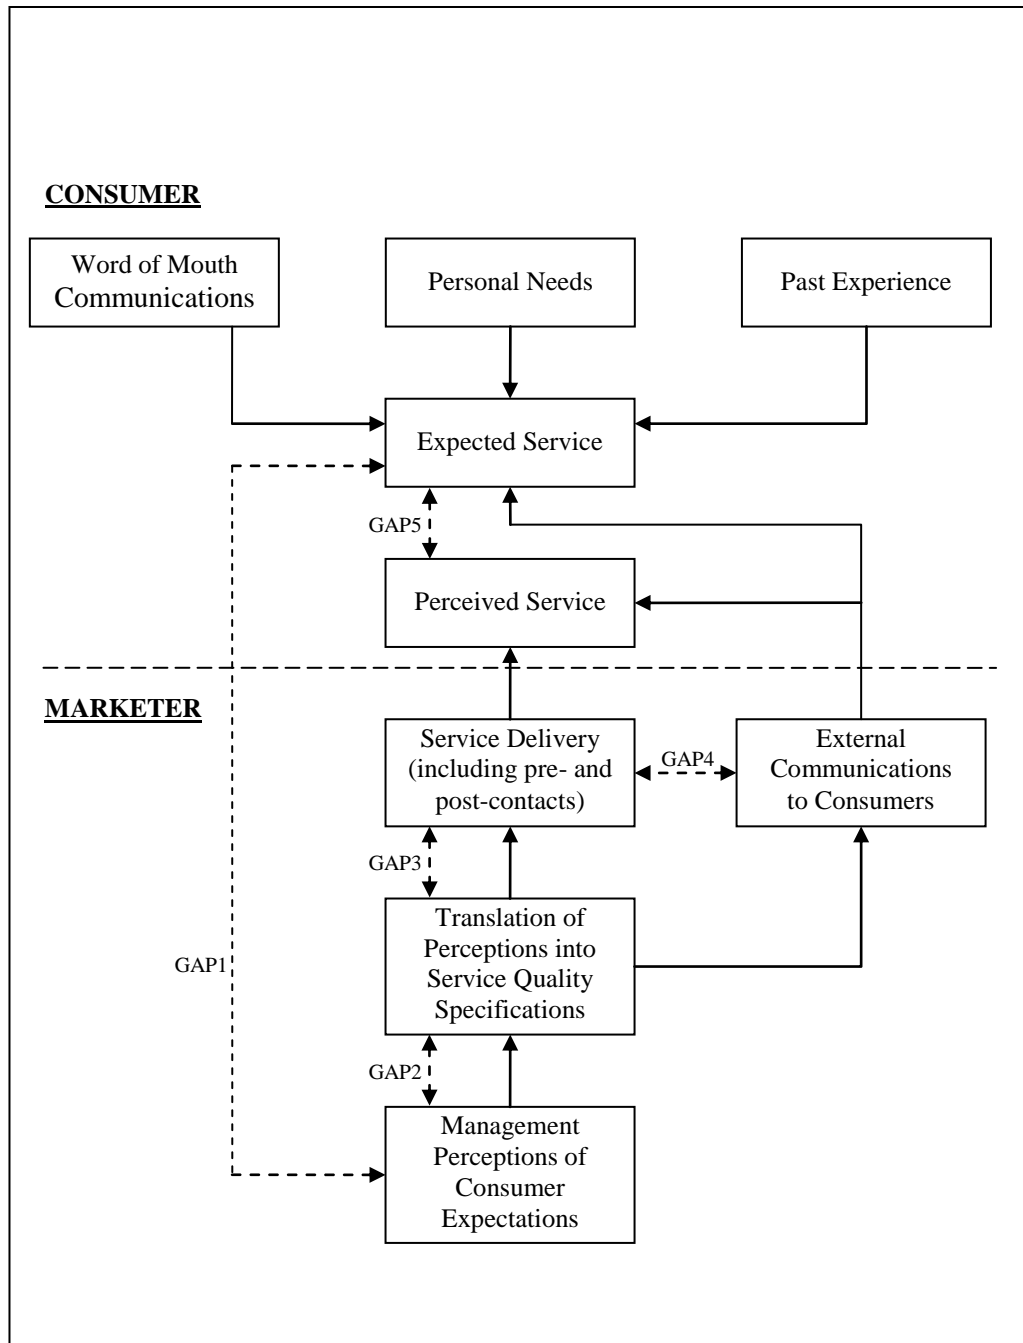 CONSUMER
Word of Mouth
Communications
Personal Needs
Past Experience
Expected Service
GAP5
Perceived Service
MARKETER
Service Delivery
(including pre- and
post-contacts)
GAP4
External
Communications
to Consumers
GAP3
Translation of
Perceptions into
Service Quality
Specifications
GAP1
GAP2
Management
Perceptions of
Consumer
Expectations